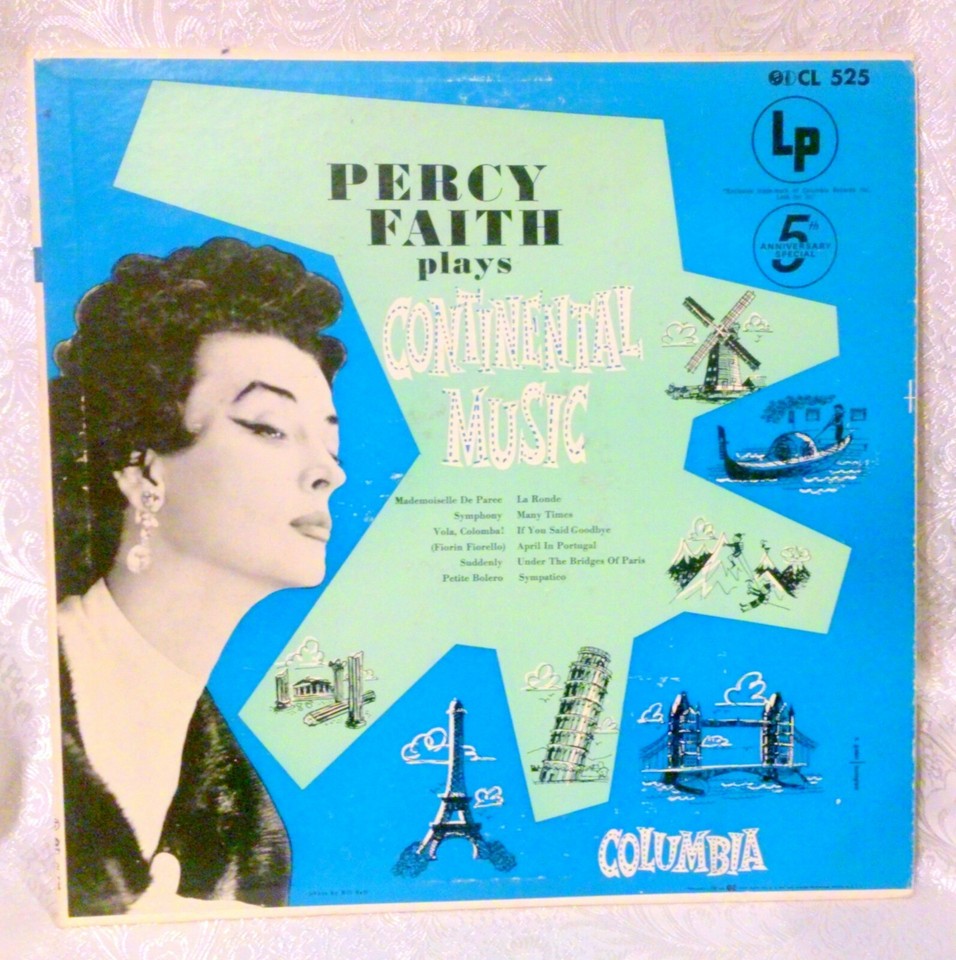 CL 525
LP
5th
ANNIVERSARY
SPECIAL
PERCY
FAITH
plays
CONTINENTAL
MUSIC
Mademoiselle De Paree
Symphony
Vola, Colomba!
(Fiorin Fiorello)
Suddenly
Petite Bolero
La Ronde
Many Times
If You Said Goodbye
April In Portugal
Under The Bridges Of Paris
Sympatico
COLUMBIA